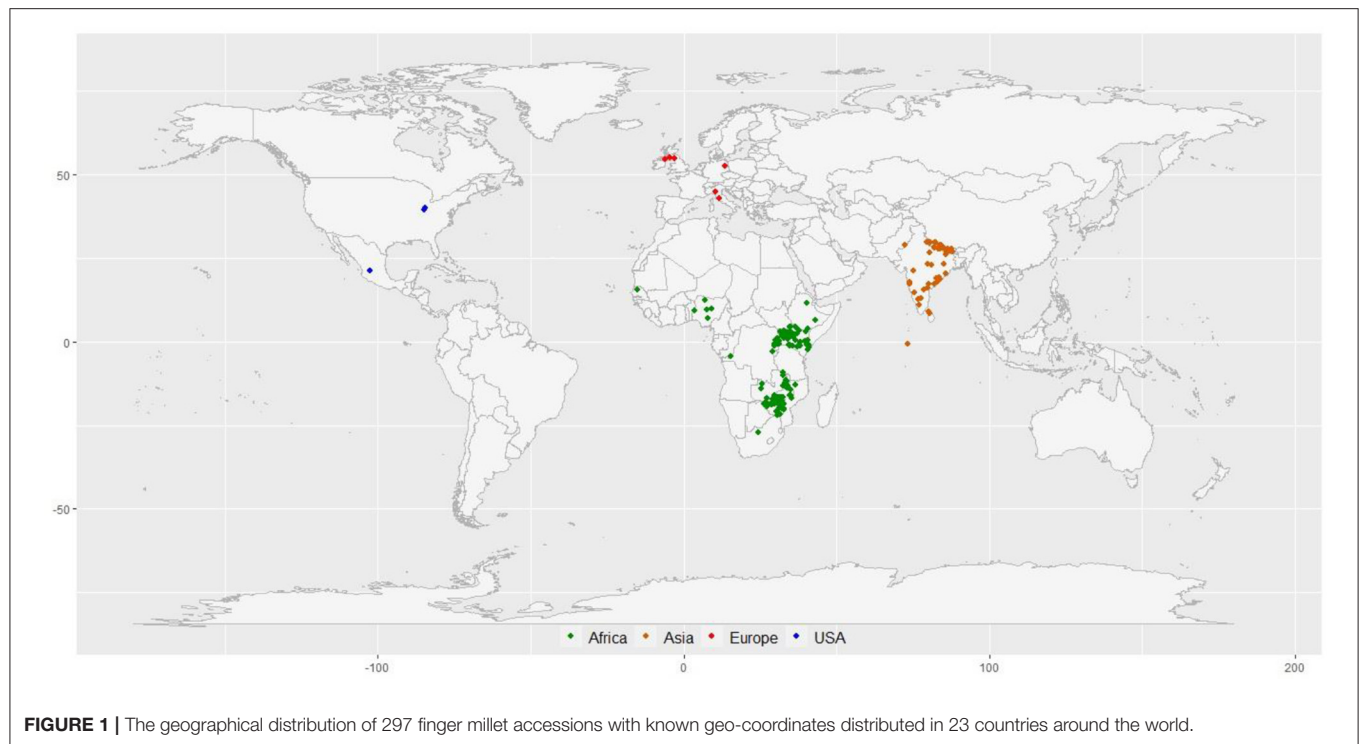 50
0
-50
Africa Asia Europe USA
-100 0 100 200
FIGURE 1 | The geographical distribution of 297 finger millet accessions with known geo-coordinates distributed in 23 countries around the world.